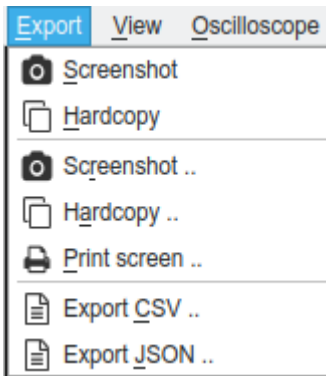 Export View Oscilloscope
Screenshot
Hardcopy
Screenshot ..
Hardcopy ..
Print screen ..
Export CSV ..
Export JSON ..